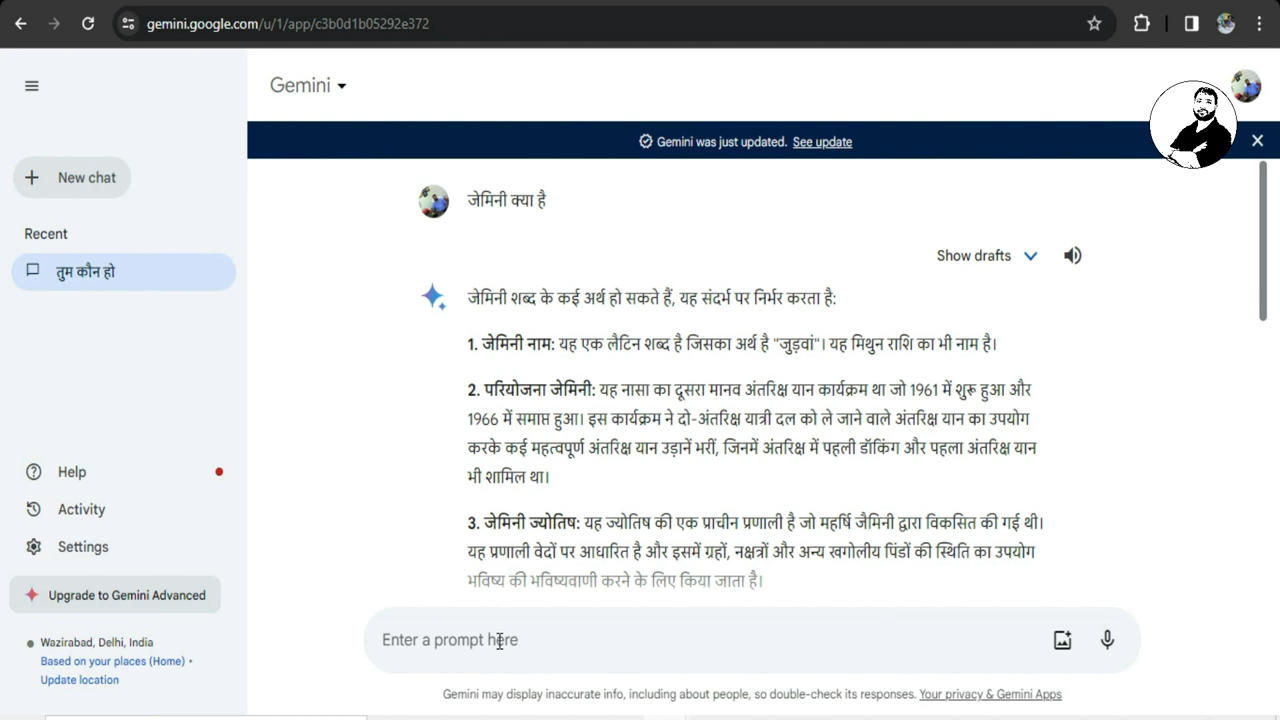 gemini.google.com/u/1/app/c3b0d1b05292e372
Gemini
Gemini was just updated. See update
New chat
Recent
तुम कौन हो
जेमिनी क्या है
Show drafts
जेमिनी शब्द के कई अर्थ हो सकते हैं, यह संदर्भ पर निर्भर करता है:
1. जेमिनी नाम: यह एक लैटिन शब्द है जिसका अर्थ है "जुड़वां"। यह मिथुन राशि का भी नाम है।
2. परियोजना जेमिनी: यह नासा का दूसरा मानव अंतरिक्ष यान कार्यक्रम था जो 1961 में शुरू हुआ और
1966 में समाप्त हुआ। इस कार्यक्रम ने दो-अंतरिक्ष यात्री दल को ले जाने वाले अंतरिक्ष यान का उपयोग
करके कई महत्वपूर्ण अंतरिक्ष यान उड़ानें भरीं, जिनमें अंतरिक्ष में पहली डॉकिंग और पहला अंतरिक्ष यान
भी शामिल था।
3. जेमिनी ज्योतिष: यह ज्योतिष की एक प्राचीन प्रणाली है जो महर्षि जैमिनी द्वारा विकसित की गई थी।
यह प्रणाली वेदों पर आधारित है और इसमें ग्रहों, नक्षत्रों और अन्य खगोलीय पिंडों की स्थिति का उपयोग
भविष्य की भविष्यवाणी करने के लिए किया जाता है।
Help
Activity
Settings
Upgrade to Gemini Advanced
Wazirabad, Delhi, India
Based on your places (Home) •
Update location
Enter a prompt here
Gemini may display inaccurate info, including about people, so double-check its responses. Your privacy & Gemini Apps